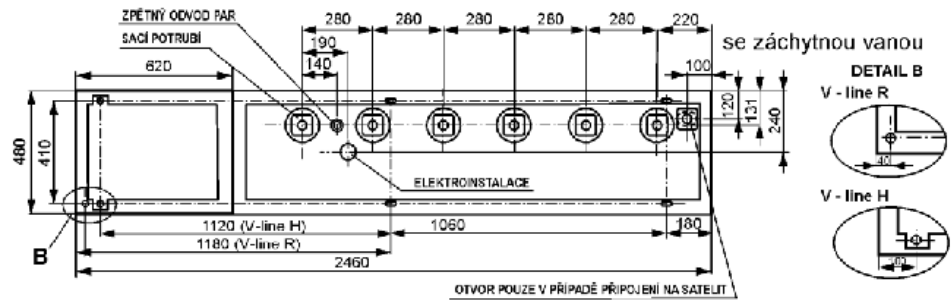 ZPĚTNÝ ODVOD PAR
SACÍ POTRUBÍ
280 280 280 280 280 220
190
140
620
100
se záchytnou vanou
DETAIL B
V - line R
40
V - line H
100
480
410
120
131
240
ELEKTROINSTALACE
B
1120 (V-line H)
1060
180
1180 (V-line R)
2460
OTVOR POUZE V PŘÍPADĚ PŘIPOJENÍ NA SATELIT